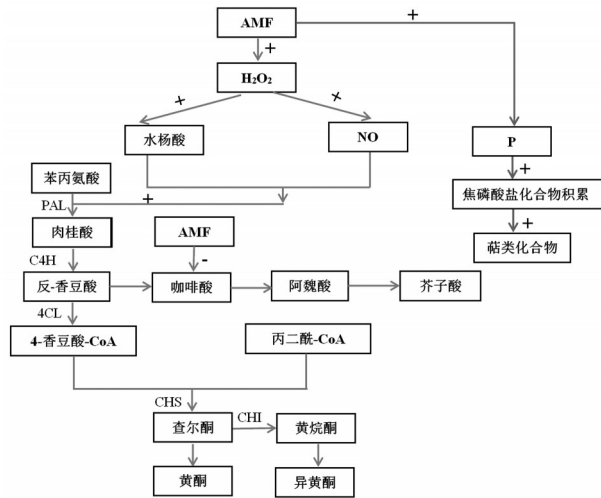 AMF
+
+
H₂O₂
+
+
水杨酸
NO
P
苯丙氨酸
+
+
焦磷酸盐化合物积累
PAL
肉桂酸
AMF
+
萜类化合物
C4H
-
反-香豆酸
咖啡酸
阿魏酸
芥子酸
4CL
4-香豆酸-CoA
丙二酰-CoA
CHS
查尔酮
CHI
黄烷酮
黄酮
异黄酮